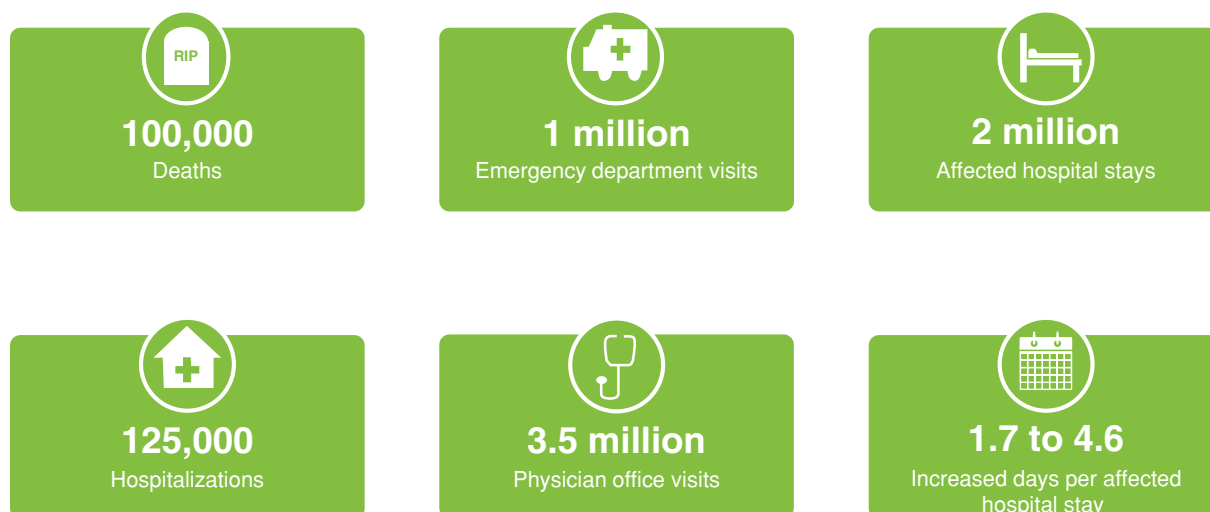 RIP
100,000
Deaths
1 million
Emergency department visits
2 million
Affected hospital stays
125,000
Hospitalizations
3.5 million
Physician office visits
1.7 to 4.6
Increased days per affected
hospital stay